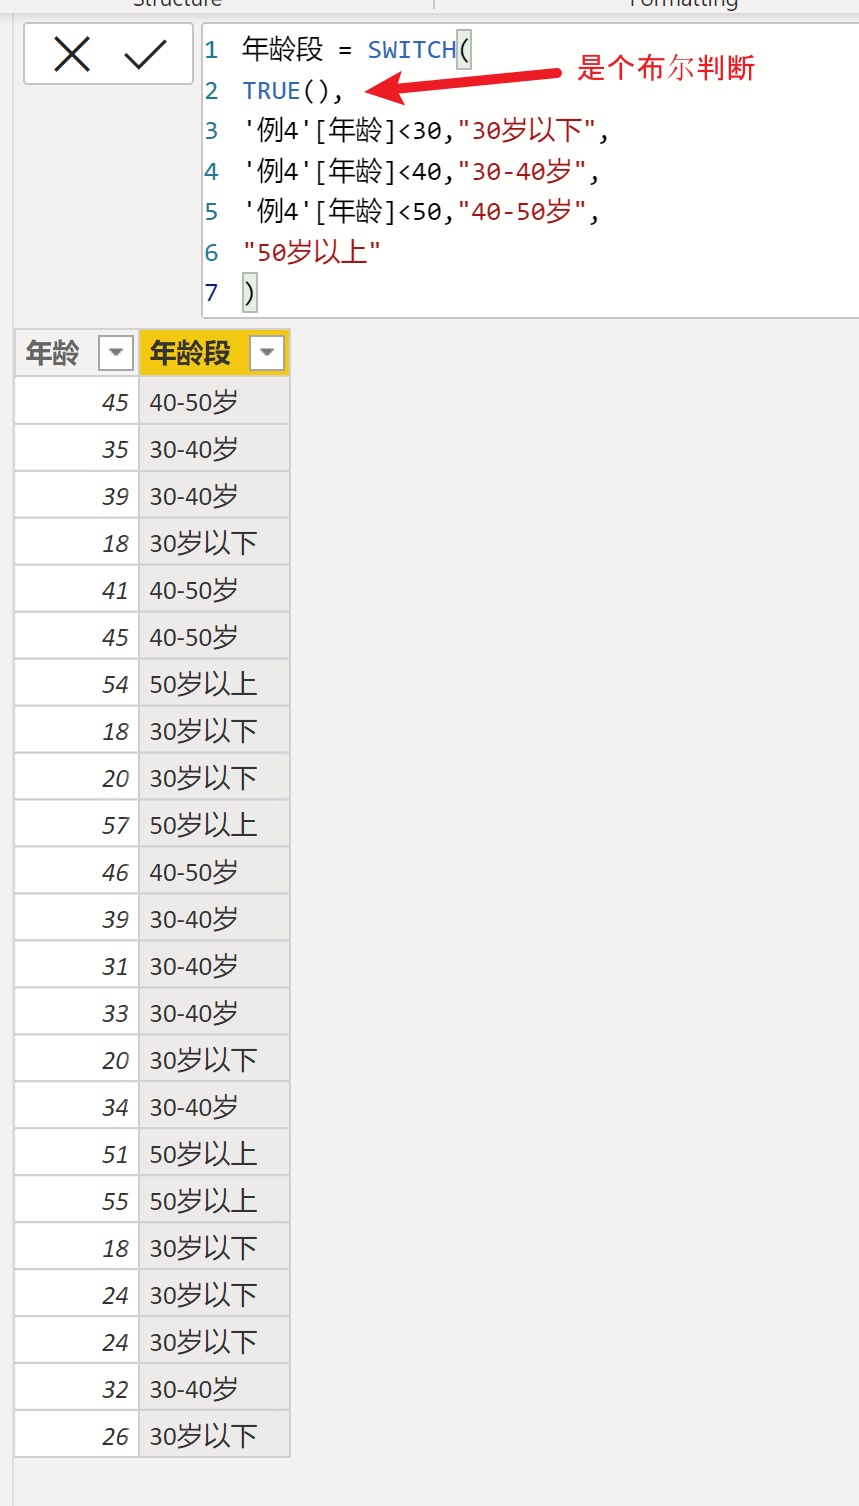 Structure
Formatting
1 年龄段 = SWITCH(
2 TRUE(),
是个布尔判断
3 '例4'[年龄]<30,"30岁以下",
4 '例4'[年龄]<40,"30-40岁",
5 '例4'[年龄]<50,"40-50岁",
6 "50岁以上"
7 )
年龄 年龄段
45 40-50岁
35 30-40岁
39 30-40岁
18 30岁以下
41 40-50岁
45 40-50岁
54 50岁以上
18 30岁以下
20 30岁以下
57 50岁以上
46 40-50岁
39 30-40岁
31 30-40岁
33 30-40岁
20 30岁以下
34 30-40岁
51 50岁以上
55 50岁以上
18 30岁以下
24 30岁以下
24 30岁以下
32 30-40岁
26 30岁以下